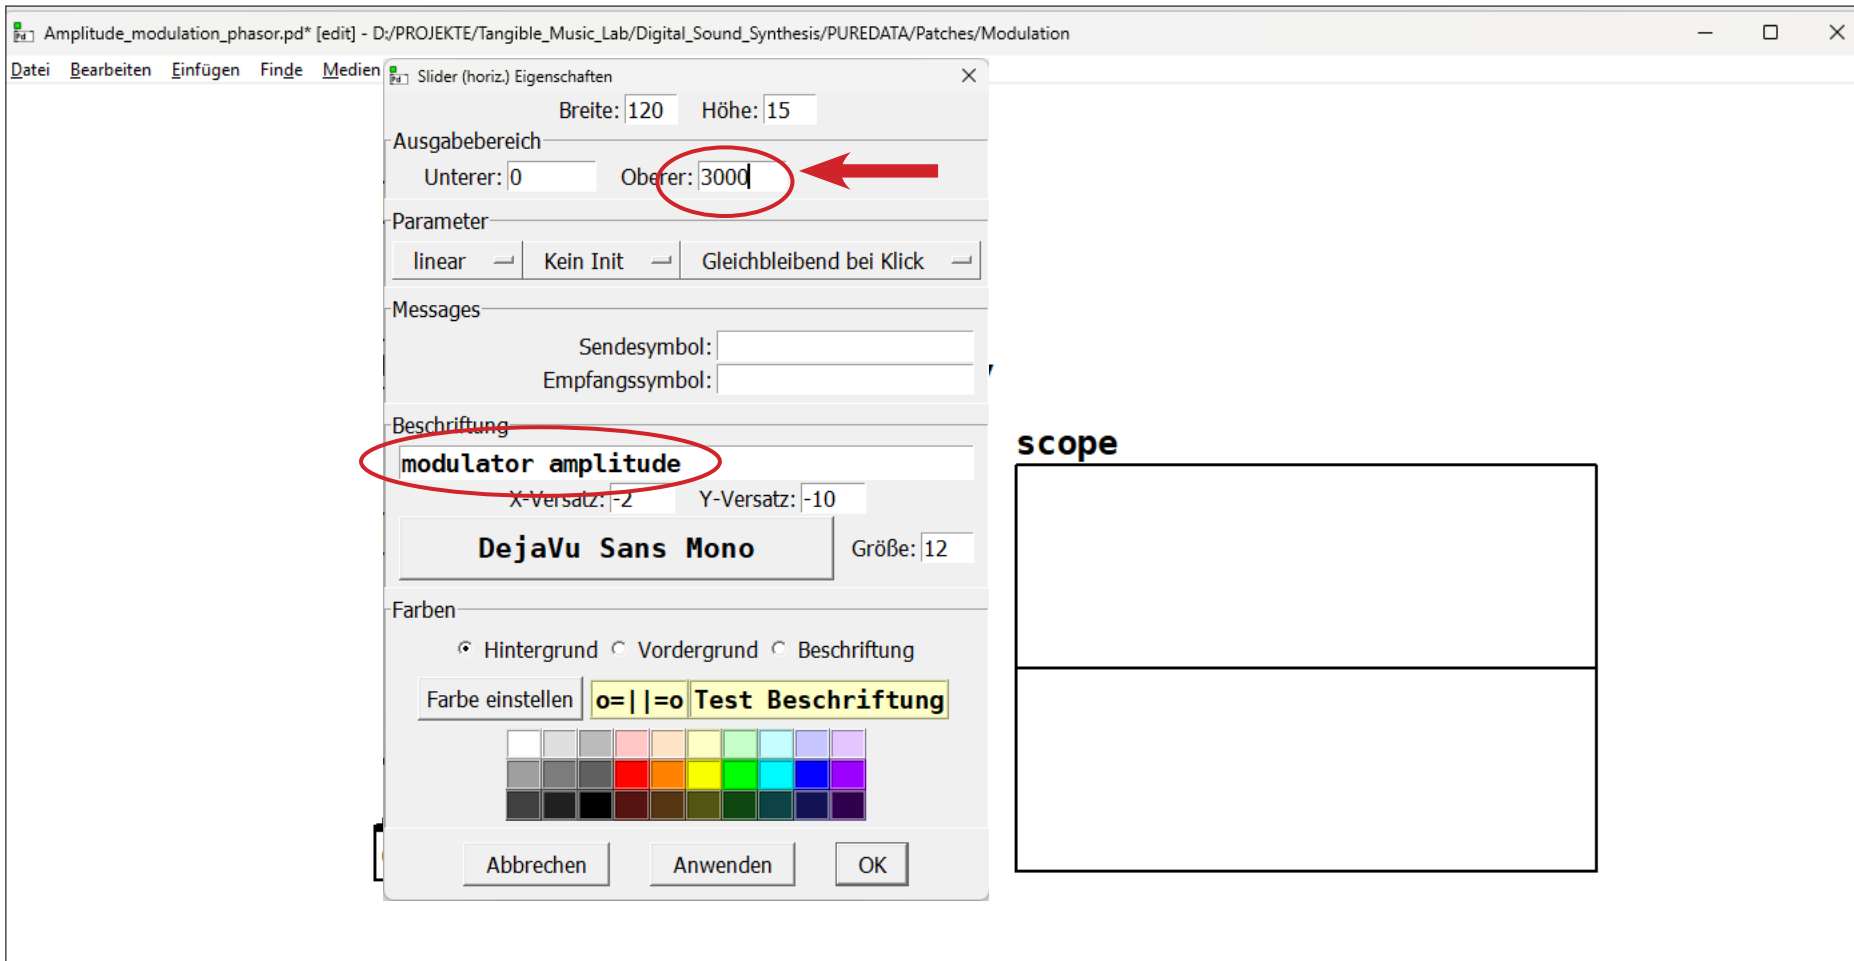 Amplitude_modulation_phasor.pd* [edit] - D:/PROJEKTE/Tangible_Music_Lab/Digital_Sound_Synthesis/PUREDATA/Patches/Modulation
Datei Bearbeiten Einfügen Finde Medien
Slider (horiz.) Eigenschaften
Breite: 120 Höhe: 15
Ausgabebereich
Unterer: 0 Oberer: 3000
Parameter
linear Kein Init Gleichbleibend bei Klick
Messages
Sendesymbol:
Empfangssymbol:
Beschriftung
modulator amplitude
X-Versatz: -2 Y-Versatz: -10
DejaVu Sans Mono Größe: 12
Farben
Hintergrund Vordergrund Beschriftung
Farbe einstellen o=||=o Test Beschriftung
Abbrechen Anwenden OK
scope